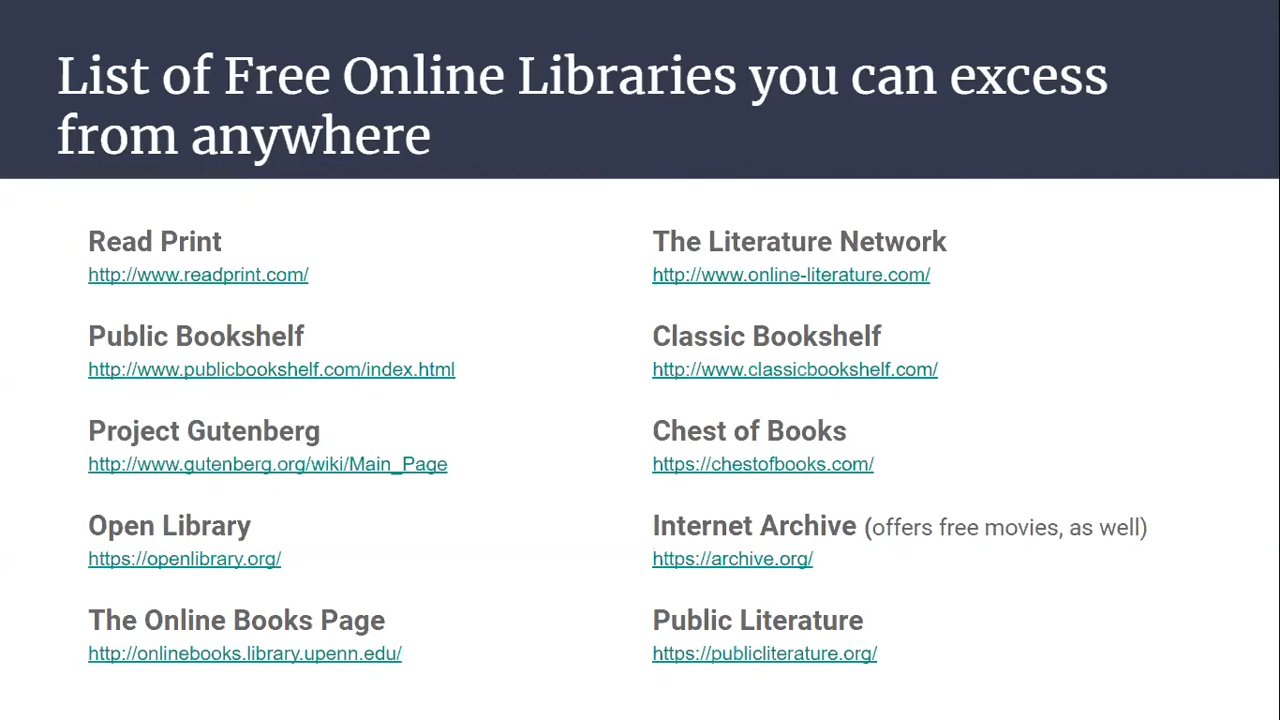 List of Free Online Libraries you can excess
from anywhere
Read Print
http://www.readprint.com/
Public Bookshelf
http://www.publicbookshelf.com/index.html
Project Gutenberg
http://www.gutenberg.org/wiki/Main_Page
Open Library
https://openlibrary.org/
The Online Books Page
http://onlinebooks.library.upenn.edu/
The Literature Network
http://www.online-literature.com/
Classic Bookshelf
http://www.classicbookshelf.com/
Chest of Books
https://chestofbooks.com/
Internet Archive (offers free movies, as well)
https://archive.org/
Public Literature
https://publicliterature.org/